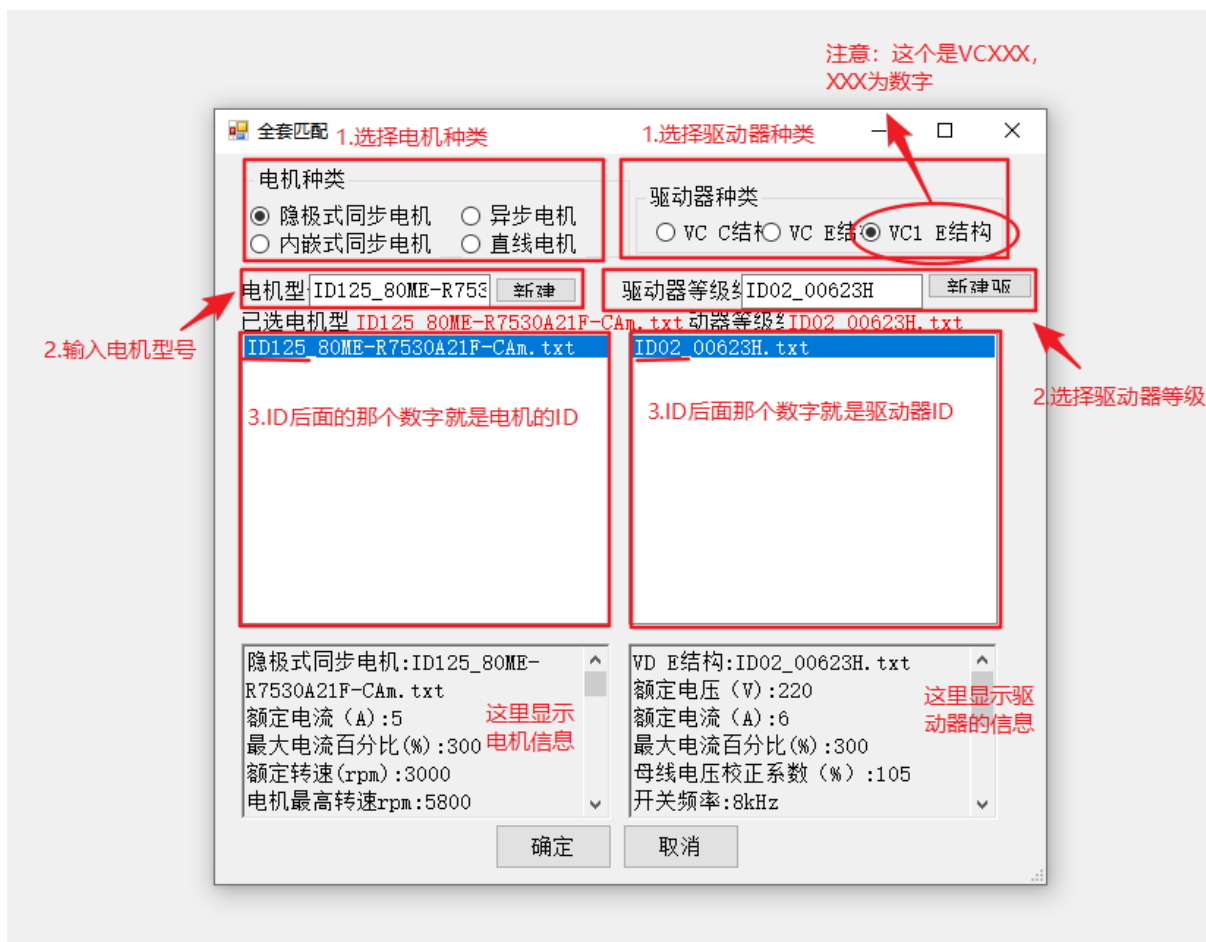 注意：这个是VCXXX，
XXX为数字
全套匹配
1.选择电机种类
1.选择驱动器种类
电机种类
隐极式同步电机
异步电机
内嵌式同步电机
直线电机
驱动器种类
VC C结
VC E结
VC1 E结构
电机型
ID125_80ME-R753
新建
驱动器等级
ID02_00623H
新建
已选电机型 ID125_80ME-R7530A21F-CAm.txt
动器等级 ID02_00623H.txt
2.输入电机型号
2.选择驱动器等级
ID125_80ME-R7530A21F-CAm.txt
ID02_00623H.txt
3.ID后面的那个数字就是电机的ID
3.ID后面那个数字就是驱动器ID
隐极式同步电机:ID125_80ME-
R7530A21F-CAm.txt
额定电流（A）:5
最大电流百分比(%):300
额定转速(rpm):3000
电机最高转速rpm:5800
这里显示
电机信息
VD E结构:ID02_00623H.txt
额定电压（V）:220
额定电流（A）:6
最大电流百分比(%):300
母线电压校正系数（%）:105
开关频率:8kHz
这里显示驱
动器的信息
确定
取消